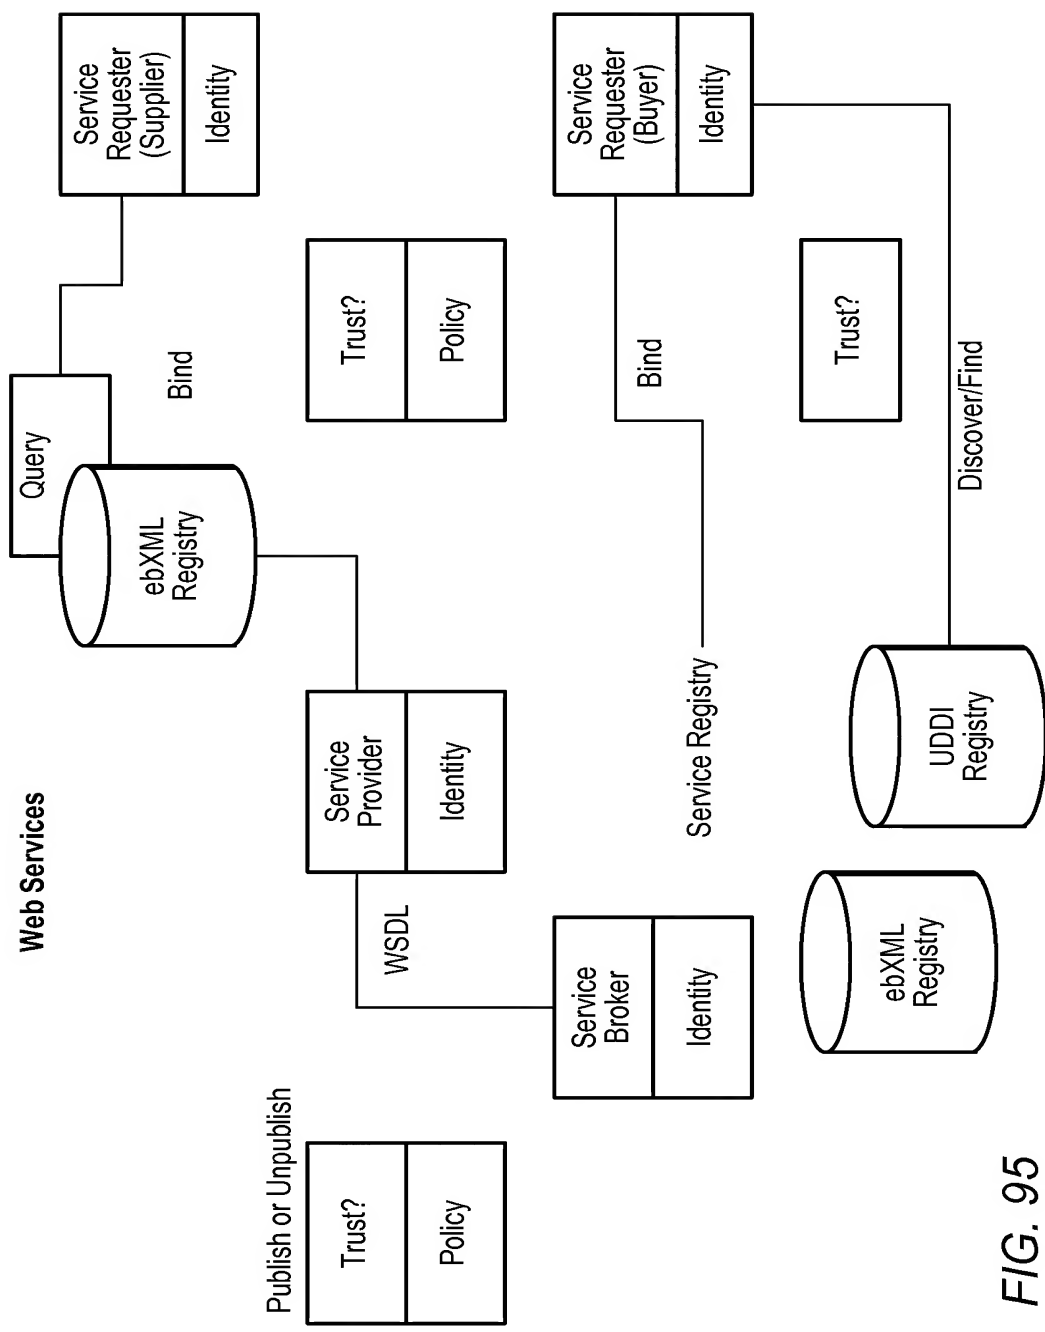 Web Services
Query
Service
Requester
(Supplier)
Identity
ebXML
Registry
Bind
Publish or Unpublish
Trust?
Policy
Service
Provider
Identity
Trust?
Policy
WSDL
Service
Broker
Identity
Service Registry
Bind
Service
Requester
(Buyer)
Identity
Trust?
ebXML
Registry
UDDI
Registry
Discover/Find
FIG. 95